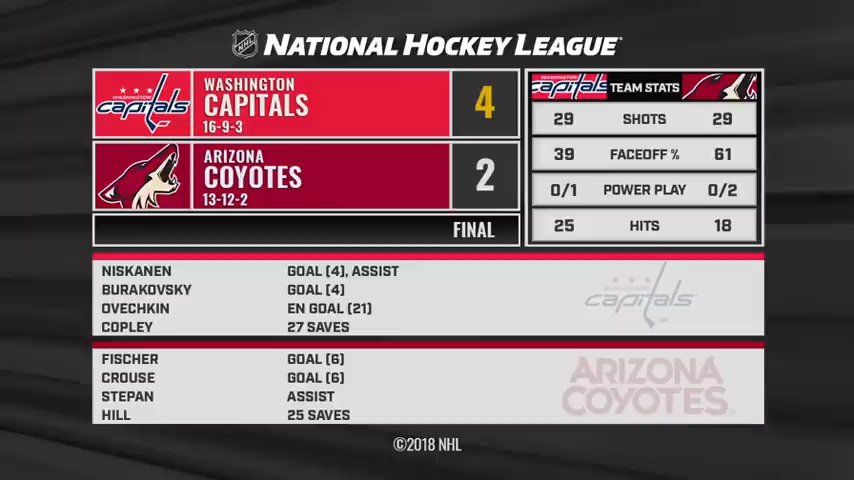 NHL NATIONAL HOCKEY LEAGUE
WASHINGTON
CAPITALS
16-9-3
4
ARIZONA
COYOTES
13-12-2
2
FINAL
WASHINGTON
capitals
TEAM STATS
29 SHOTS 29
39 FACEOFF % 61
0/1 POWER PLAY 0/2
25 HITS 18
NISKANEN GOAL [4], ASSIST
BURAKOVSKY GOAL [4]
OVECHKIN EN GOAL [21]
COPLEY 27 SAVES
capitals
FISCHER GOAL [6]
CROUSE GOAL [6]
STEPAN ASSIST
HILL 25 SAVES
ARIZONA
COYOTES
©2018 NHL